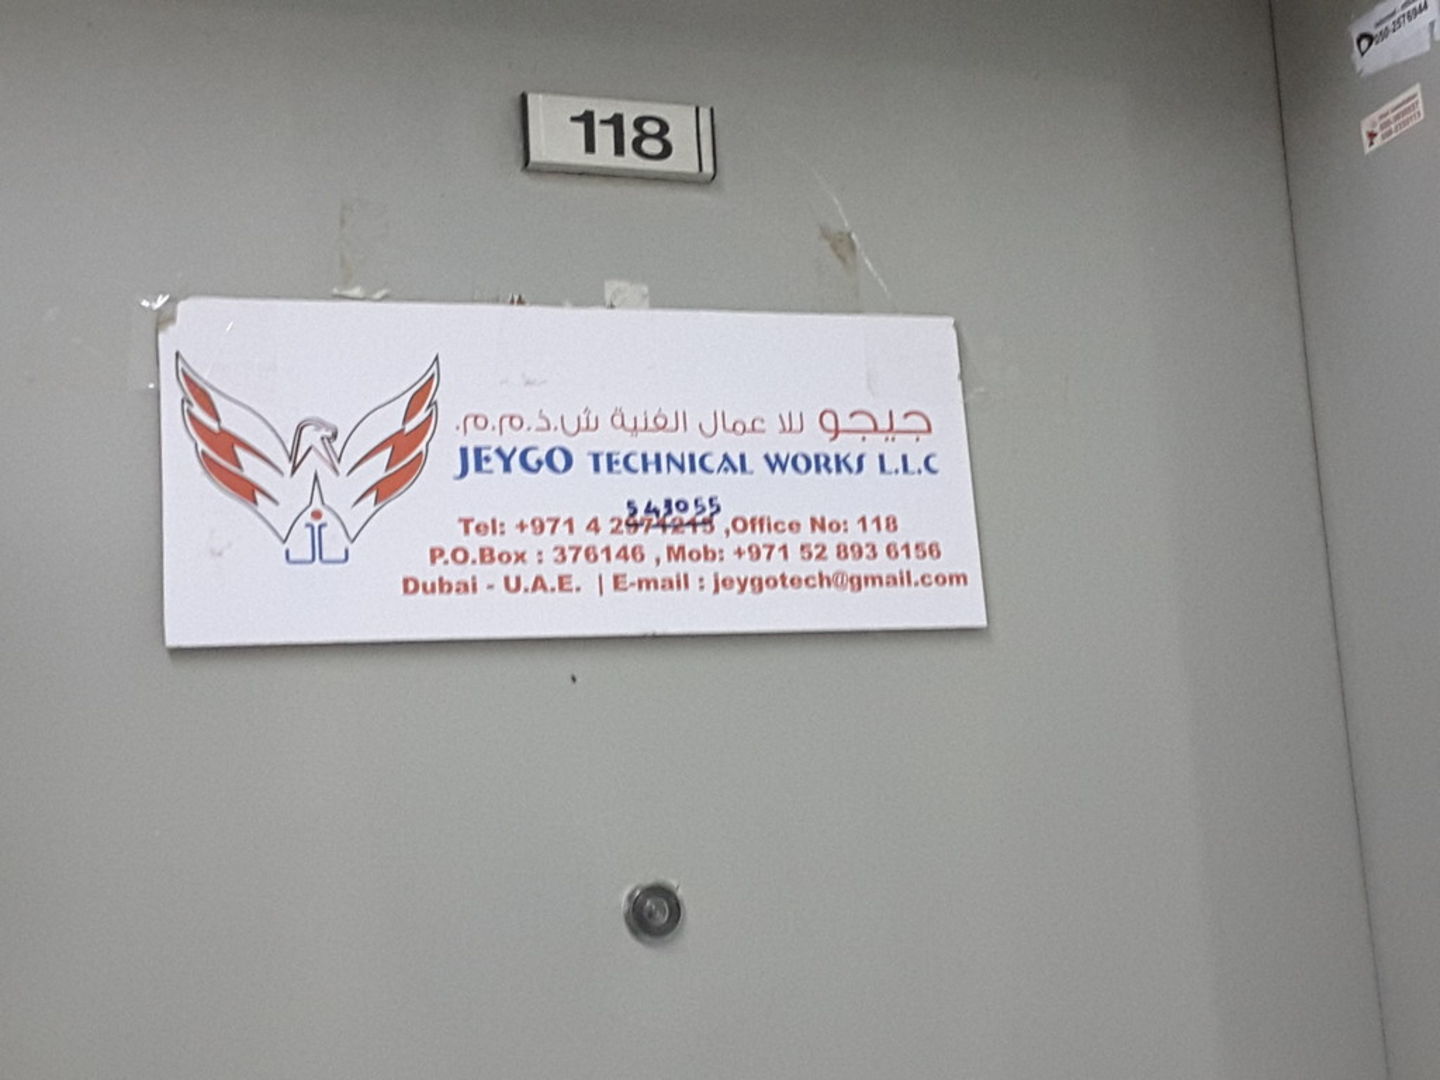 118
جيجو للاعمال الفنية ش.ذ.م.م.
JEYGO TECHNICAL WORKS L.L.C
543055
Tel: +971 4 2974215 ,Office No: 118
P.O.Box : 376146 , Mob: +971 52 893 6156
Dubai - U.A.E. | E-mail : jeygotech@gmail.com